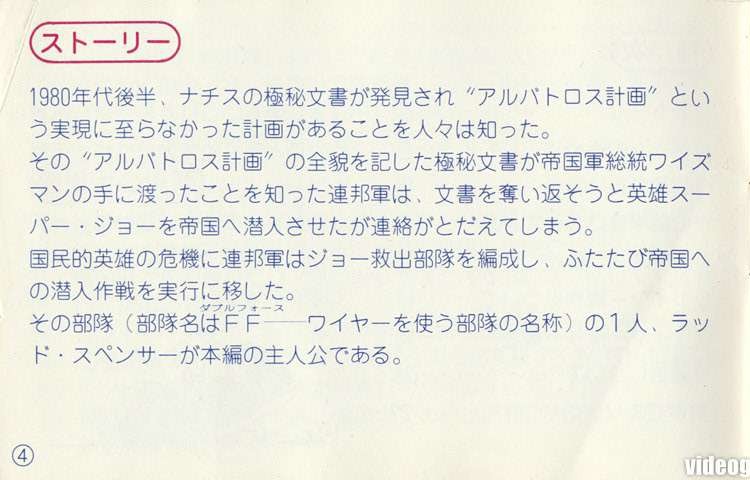 ストーリー
1980年代後半、ナチスの極秘文書が発見され“アルバトロス計画”とい
う実現に至らなかった計画があることを人々は知った。
その“アルバトロス計画”の全貌を記した極秘文書が帝国軍総統ワイズ
マンの手に渡ったことを知った連邦軍は、文書を奪い返そうと英雄スー
パー・ジョーを帝国へ潜入させたが連絡がとだえてしまう。
国民的英雄の危機に連邦軍はジョー救出部隊を編成し、ふたたび帝国へ
の潜入作戦を実行に移した。
ダブルフォース
その部隊（部隊名はＦＦ──ワイヤーを使う部隊の名称）の１人、ラッ
ド・スペンサーが本編の主人公である。
④
videog